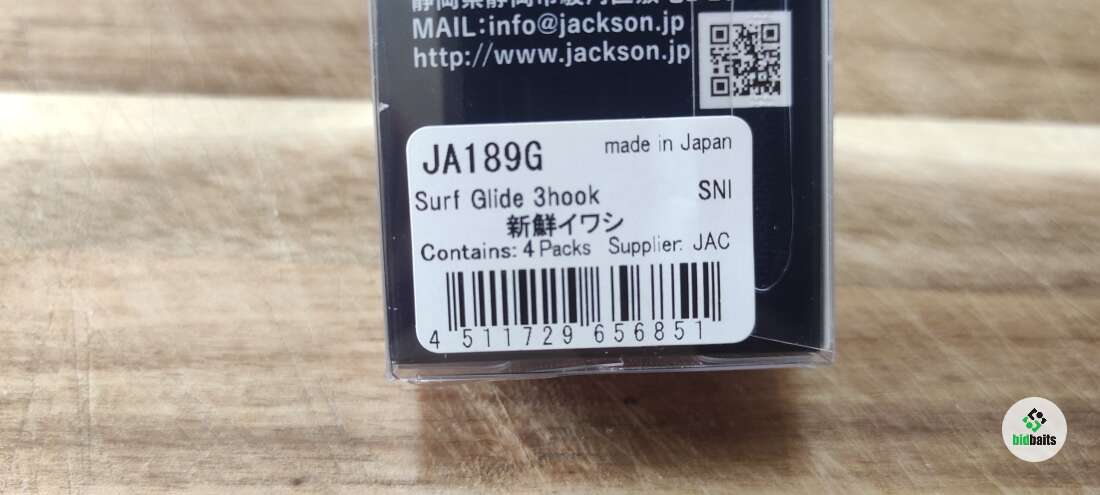 MAIL:info@jackson.jp
http://www.jackson.jp
JA189G made in Japan
Surf Glide 3hook SNI
新鮮イワシ
Contains: 4 Packs Supplier: JAC
4 511729 656851
bidbaits